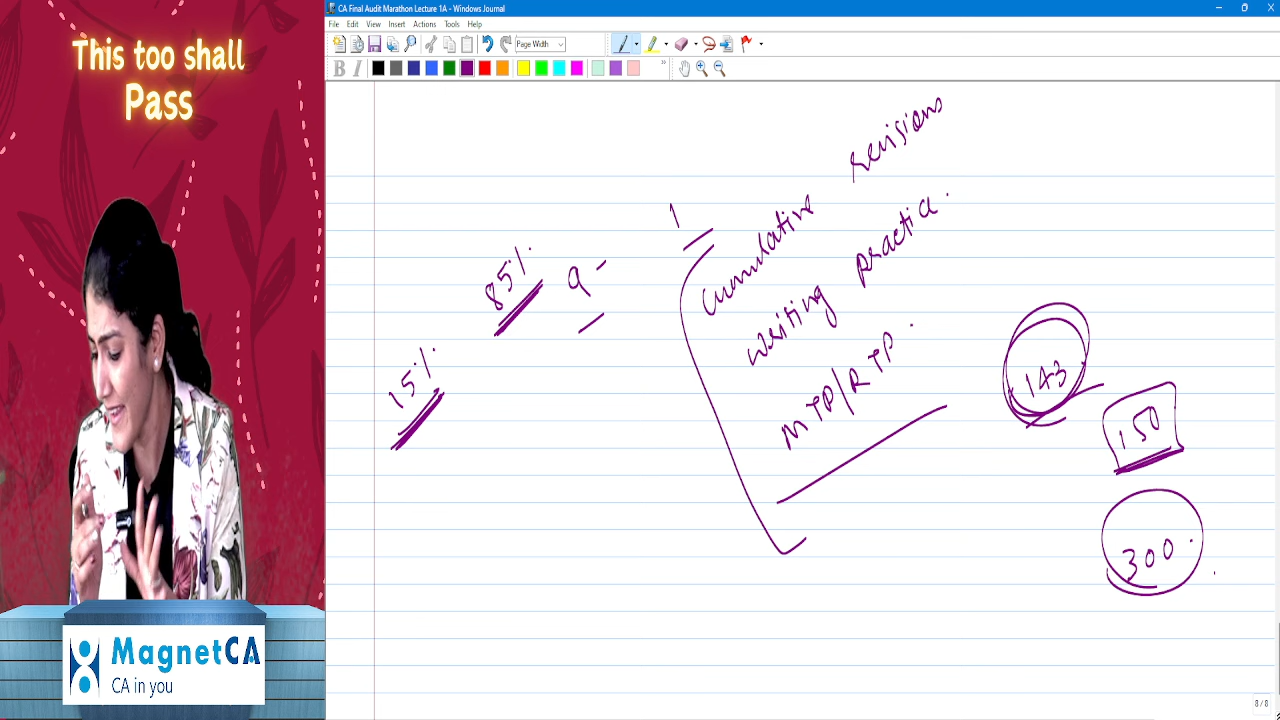 This too shall
Pass
MagnetCA
CA in you
CA Final Audit Marathon Lecture 1A - Windows Journal
File Edit View Insert Actions Tools Help
Page Width
B I
1
cumulative revisions
writing practice.
MTP/RTP.
85%.
9-
15%.
143
150
300.
8/8